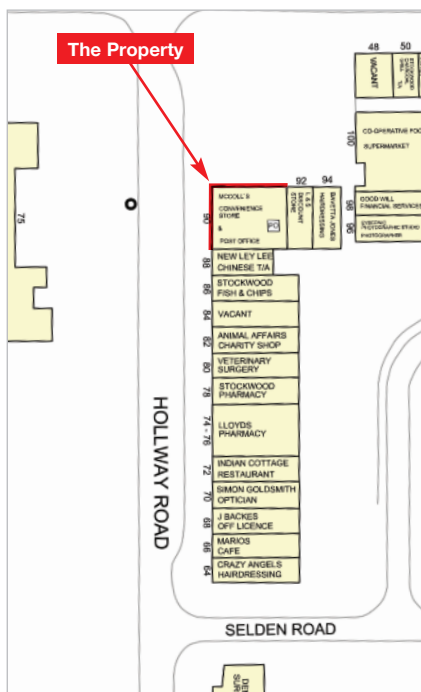 The Property
48
50
VACANT
100
CO-OPERATIVE FOO
SUPERMARKET
98
GOOD WILL
FINANCIAL SERVICES
96
PHOTOGRAPHER
92
94
90
MCCOLL'S
CONVENIENCE
STORE
&
POST OFFICE
PO
L & S
DISCOUNT
STORE
HAIRDRESSING
75
88
NEW LEY LEE
CHINESE T/A
86
STOCKWOOD
FISH & CHIPS
84
VACANT
82
ANIMAL AFFAIRS
CHARITY SHOP
80
VETERINARY
SURGERY
78
STOCKWOOD
PHARMACY
74 - 76
LLOYDS
PHARMACY
72
INDIAN COTTAGE
RESTAURANT
70
SIMON GOLDSMITH
OPTICIAN
68
J BACKES
OFF LICENCE
66
MARIOS
CAFE
64
CRAZY ANGELS
HAIRDRESSING
HOLLWAY ROAD
SELDEN ROAD
DE
SUR